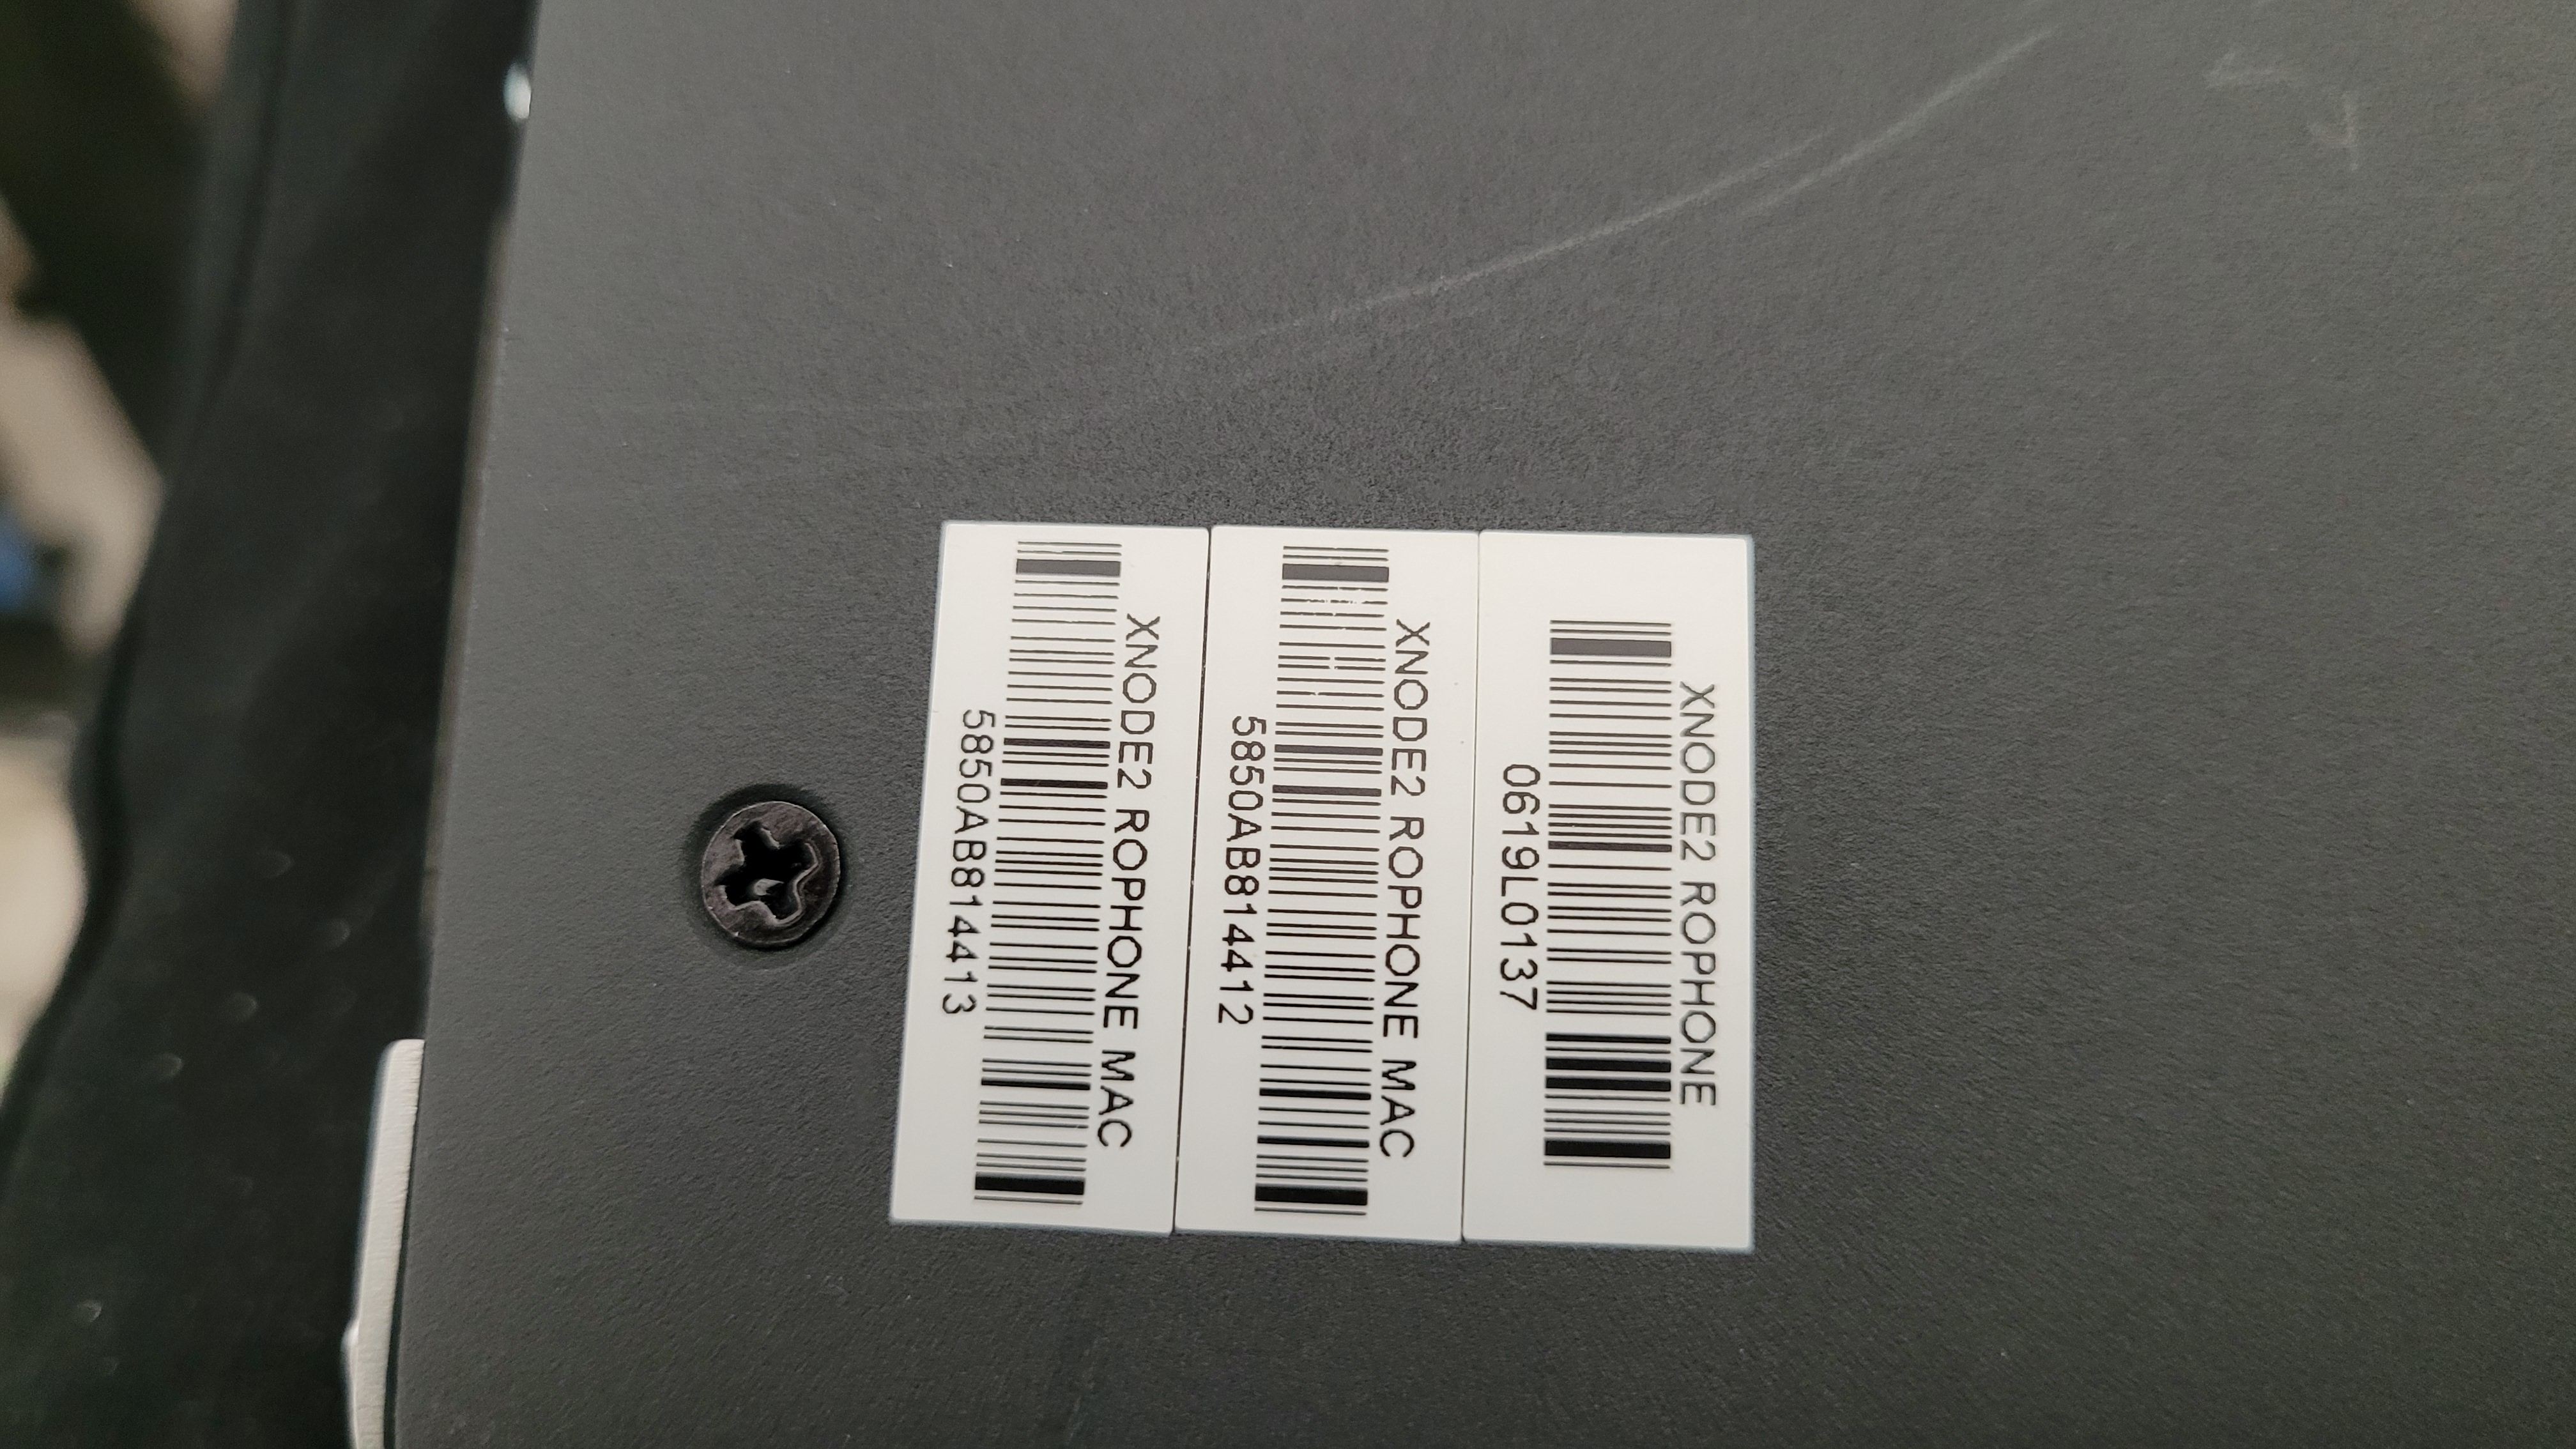 XNODE2 ROPHONE
0619L0137
XNODE2 ROPHONE MAC
5850AB814412
XNODE2 ROPHONE MAC
5850AB814413